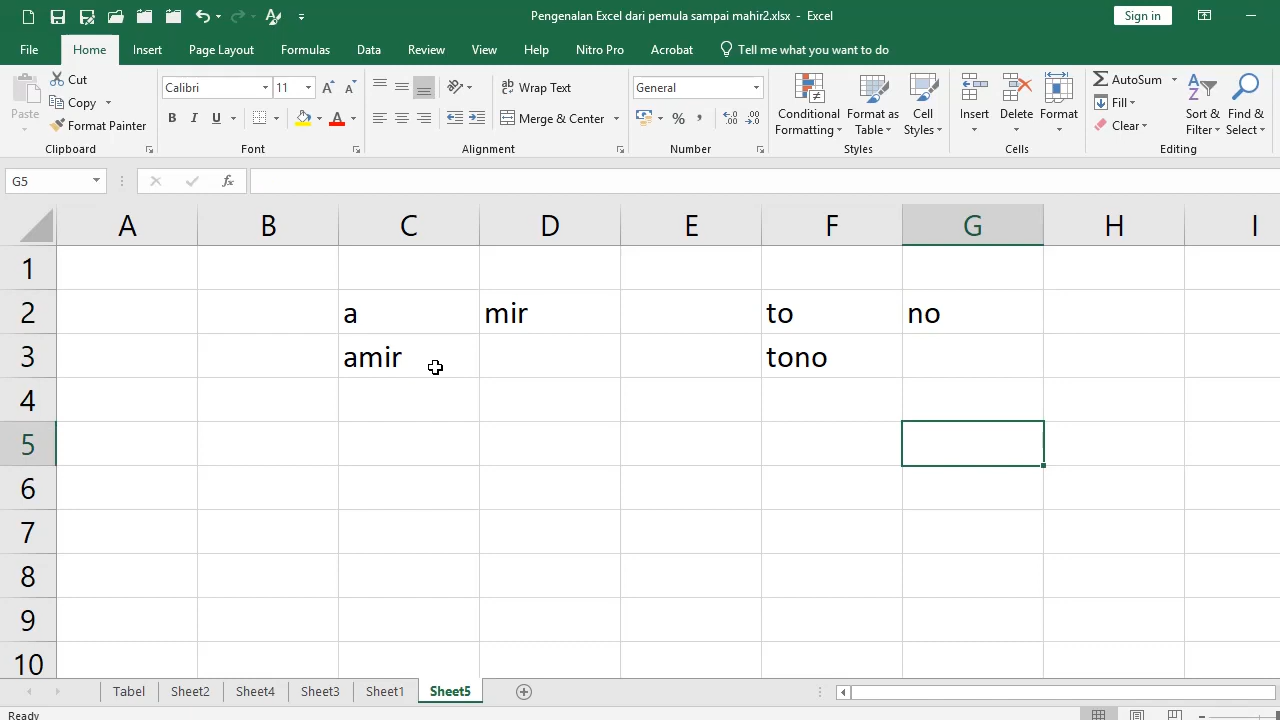 Pengenalan Excel dari pemula sampai mahir2.xlsx - Excel
Sign in
File Home Insert Page Layout Formulas Data Review View Help Nitro Pro Acrobat Tell me what you want to do
Paste
Cut
Copy
Format Painter
Clipboard
Calibri 11
B I U A
Font
Wrap Text
Merge & Center
Alignment
General
%
Number
Conditional Formatting
Format as Table
Cell Styles
Styles
Insert
Delete
Format
Cells
AutoSum
Fill
Clear
Sort & Filter
Find & Select
Editing
G5 fx
A B C D E F G H I
1
2 a mir to no
3 amir tono
4
5
6
7
8
9
10
Tabel Sheet2 Sheet4 Sheet3 Sheet1 Sheet5
Ready